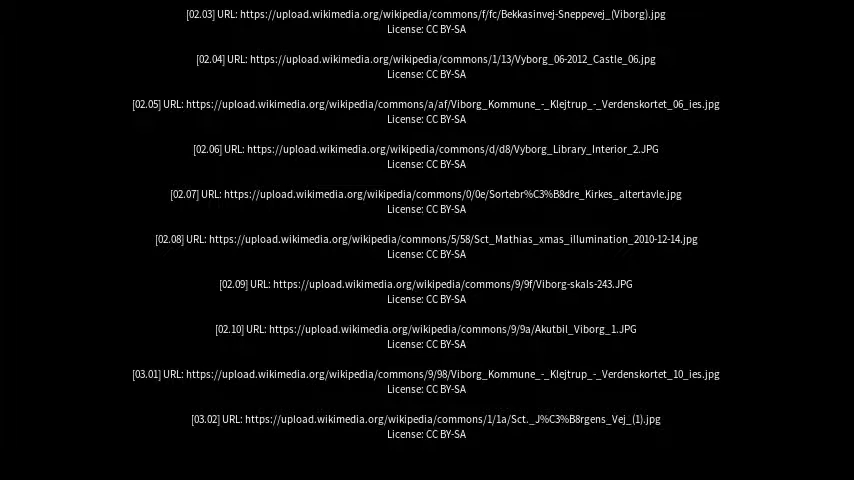 [02.03] URL: https://upload.wikimedia.org/wikipedia/commons/f/fc/Bekkasinvej-Sneppevej_(Viborg).jpg
License: CC BY-SA
[02.04] URL: https://upload.wikimedia.org/wikipedia/commons/1/13/Vyborg_06-2012_Castle_06.jpg
License: CC BY-SA
[02.05] URL: https://upload.wikimedia.org/wikipedia/commons/a/af/Viborg_Kommune_-_Klejtrup_-_Verdenskortet_06_ies.jpg
License: CC BY-SA
[02.06] URL: https://upload.wikimedia.org/wikipedia/commons/d/d8/Vyborg_Library_Interior_2.JPG
License: CC BY-SA
[02.07] URL: https://upload.wikimedia.org/wikipedia/commons/0/0e/Sortebr%C3%B8dre_Kirkes_altertavle.jpg
License: CC BY-SA
[02.08] URL: https://upload.wikimedia.org/wikipedia/commons/5/58/Sct_Mathias_xmas_illumination_2010-12-14.jpg
License: CC BY-SA
[02.09] URL: https://upload.wikimedia.org/wikipedia/commons/9/9f/Viborg-skals-243.JPG
License: CC BY-SA
[02.10] URL: https://upload.wikimedia.org/wikipedia/commons/9/9a/Akutbil_Viborg_1.JPG
License: CC BY-SA
[03.01] URL: https://upload.wikimedia.org/wikipedia/commons/9/98/Viborg_Kommune_-_Klejtrup_-_Verdenskortet_10_ies.jpg
License: CC BY-SA
[03.02] URL: https://upload.wikimedia.org/wikipedia/commons/1/1a/Sct._J%C3%B8rgens_Vej_(1).jpg
License: CC BY-SA